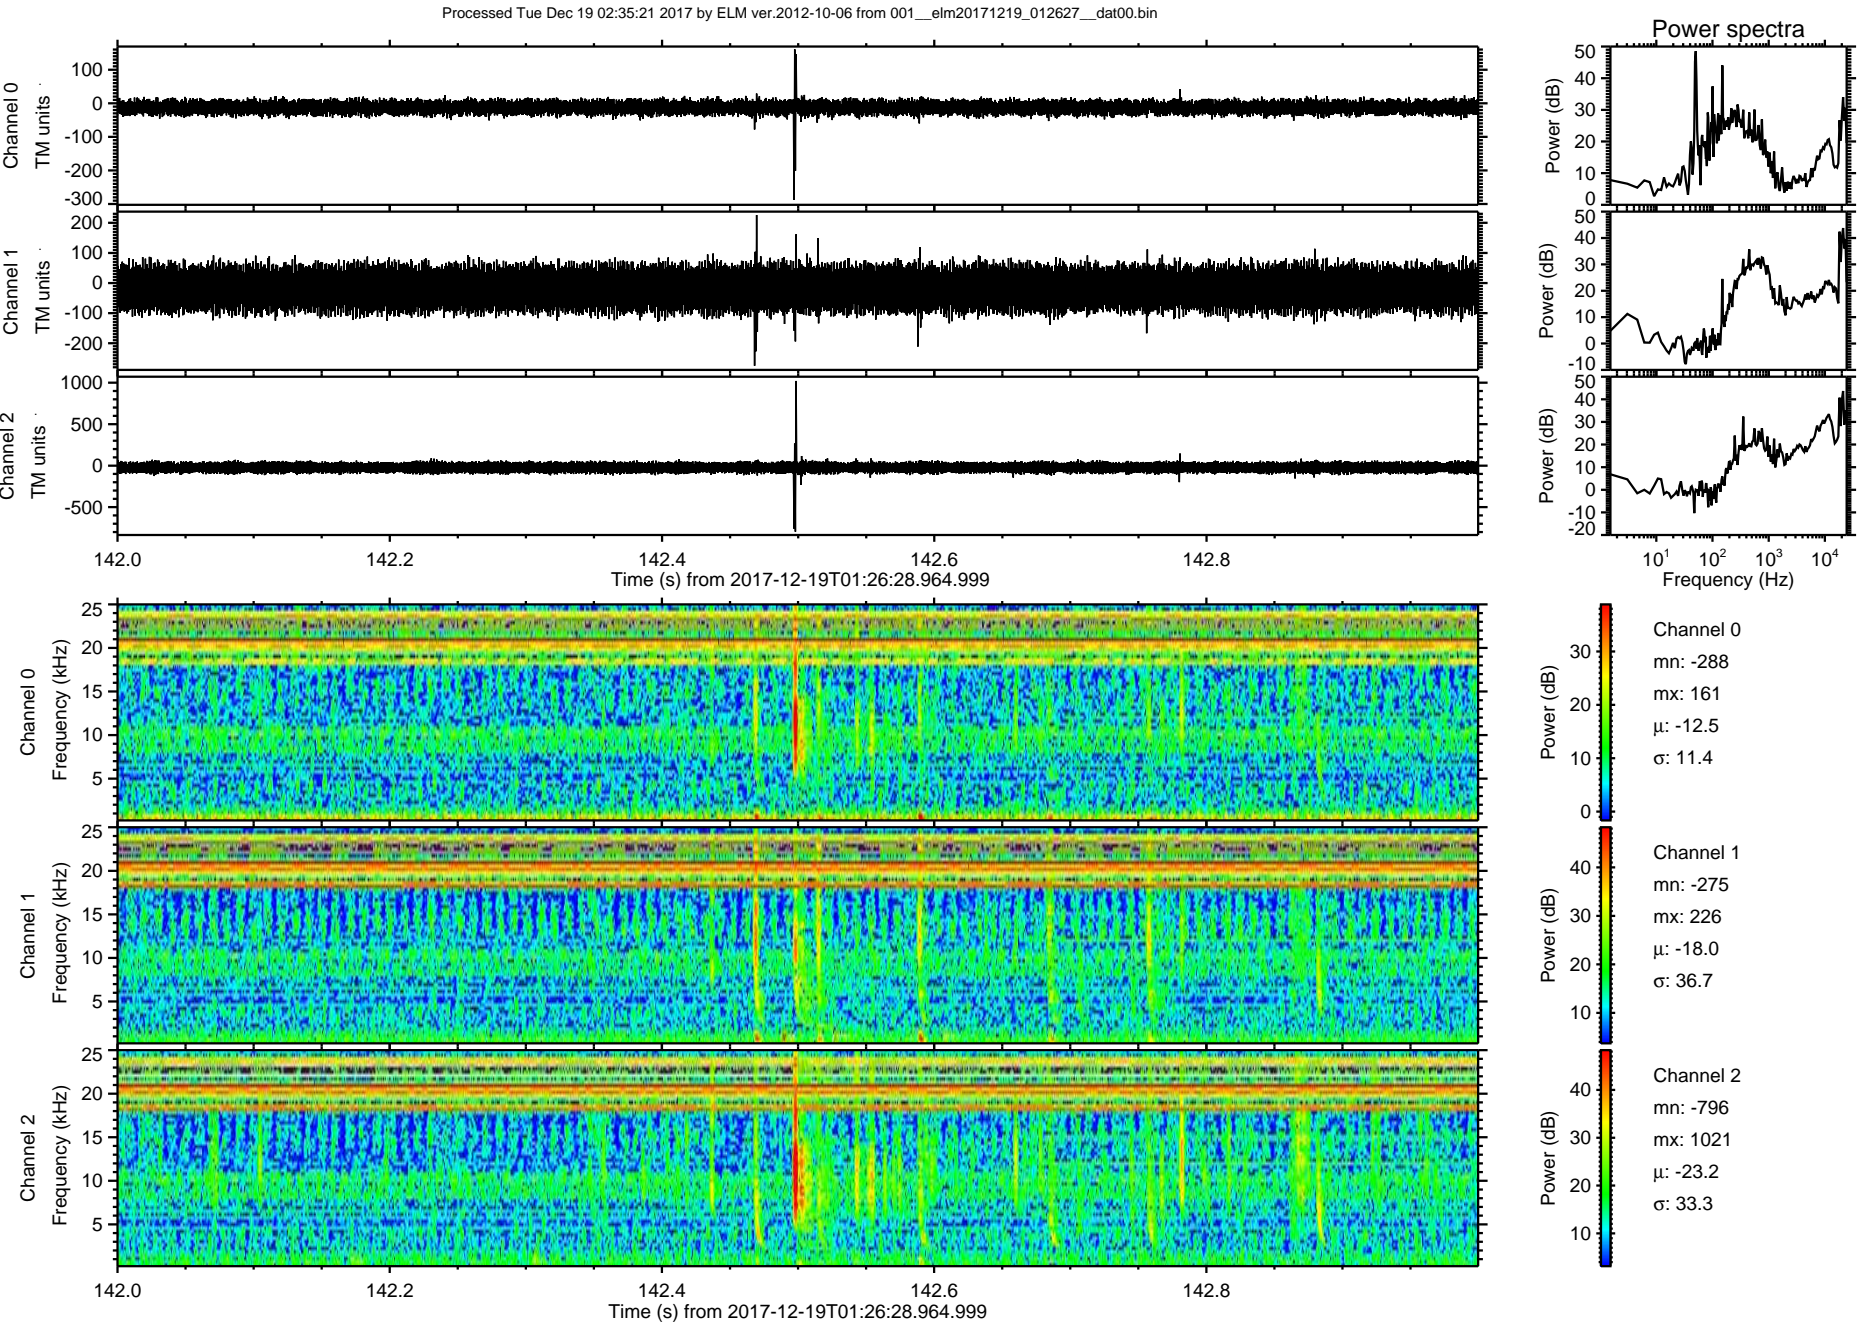 Processed Tue Dec 19 02:35:21 2017 by ELM ver.2012-10-06 from 001__elm20171219_012627__dat00.bin
Power spectra
Channel 0
TM units
100
0
-100
-200
-300
Power (dB)
50
40
30
20
10
0
Channel 1
TM units
200
100
0
-100
-200
Power (dB)
50
40
30
20
10
0
-10
Channel 2
TM units
1000
500
0
-500
Power (dB)
50
40
30
20
10
0
-10
-20
142.0 142.2 142.4 142.6 142.8
Time (s) from 2017-12-19T01:26:28.964.999
10^1 10^2 10^3 10^4
Frequency (Hz)
Channel 0
Frequency (kHz)
25
20
15
10
5
Power (dB)
30
20
10
0
Channel 0
mn: -288
mx: 161
μ: -12.5
σ: 11.4
Channel 1
Frequency (kHz)
25
20
15
10
5
Power (dB)
40
30
20
10
Channel 1
mn: -275
mx: 226
μ: -18.0
σ: 36.7
Channel 2
Frequency (kHz)
25
20
15
10
5
Power (dB)
40
30
20
10
Channel 2
mn: -796
mx: 1021
μ: -23.2
σ: 33.3
142.0 142.2 142.4 142.6 142.8
Time (s) from 2017-12-19T01:26:28.964.999